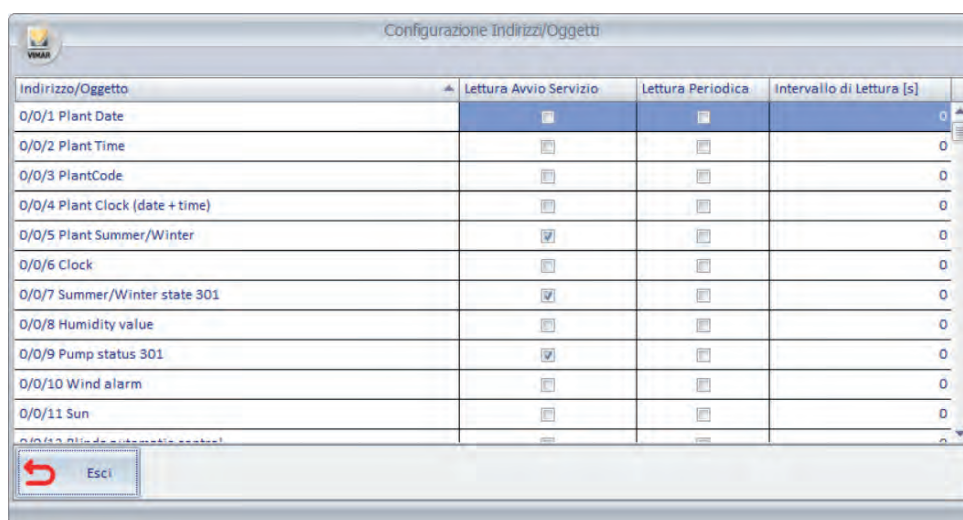 Configurazione Indirizzi/Oggetti
VIMAR
Indirizzo/Oggetto Lettura Avvio Servizio Lettura Periodica Intervallo di Lettura [s]
0/0/1 Plant Date 0
0/0/2 Plant Time 0
0/0/3 PlantCode 0
0/0/4 Plant Clock (date + time) 0
0/0/5 Plant Summer/Winter 0
0/0/6 Clock 0
0/0/7 Summer/Winter state 301 0
0/0/8 Humidity value 0
0/0/9 Pump status 301 0
0/0/10 Wind alarm 0
0/0/11 Sun 0
Esci